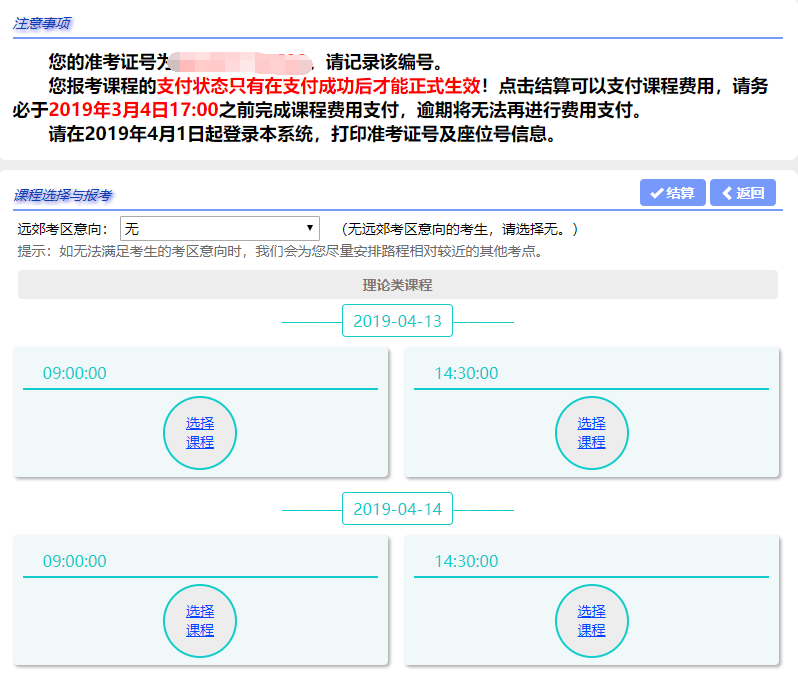 注意事项
您的准考证号为 ，请记录该编号。
您报考课程的支付状态只有在支付成功后才能正式生效！点击结算可以支付课程费用，请务
必于2019年3月4日17:00之前完成课程费用支付，逾期将无法再进行费用支付。
请在2019年4月1日起登录本系统，打印准考证号及座位号信息。
课程选择与报考
结算 返回
远郊考区意向： 无 （无远郊考区意向的考生，请选择无。）
提示：如无法满足考生的考区意向时，我们会为您尽量安排路程相对较近的其他考点。
理论类课程
2019-04-13
09:00:00
选择
课程
14:30:00
选择
课程
2019-04-14
09:00:00
选择
课程
14:30:00
选择
课程